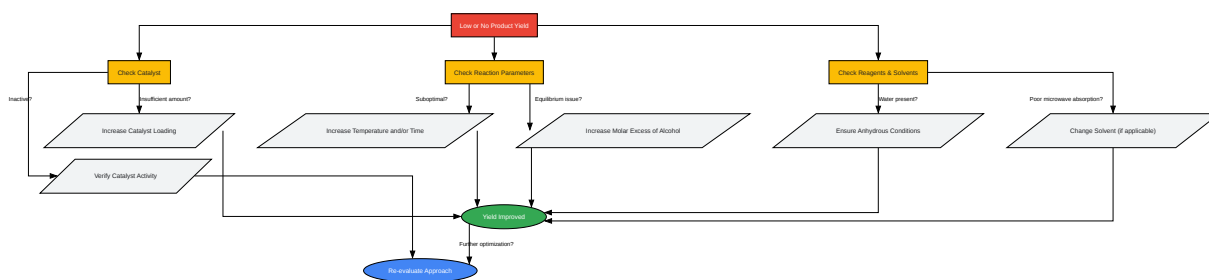 Low or No Product Yield
Check Catalyst
Check Reaction Parameters
Check Reagents & Solvents
Inactive?
Insufficient amount?
Suboptimal?
Equilibrium issue?
Water present?
Poor microwave absorption?
Increase Catalyst Loading
Increase Temperature and/or Time
Increase Molar Excess of Alcohol
Ensure Anhydrous Conditions
Change Solvent (if applicable)
Verify Catalyst Activity
Yield Improved
Further optimization?
Re-evaluate Approach